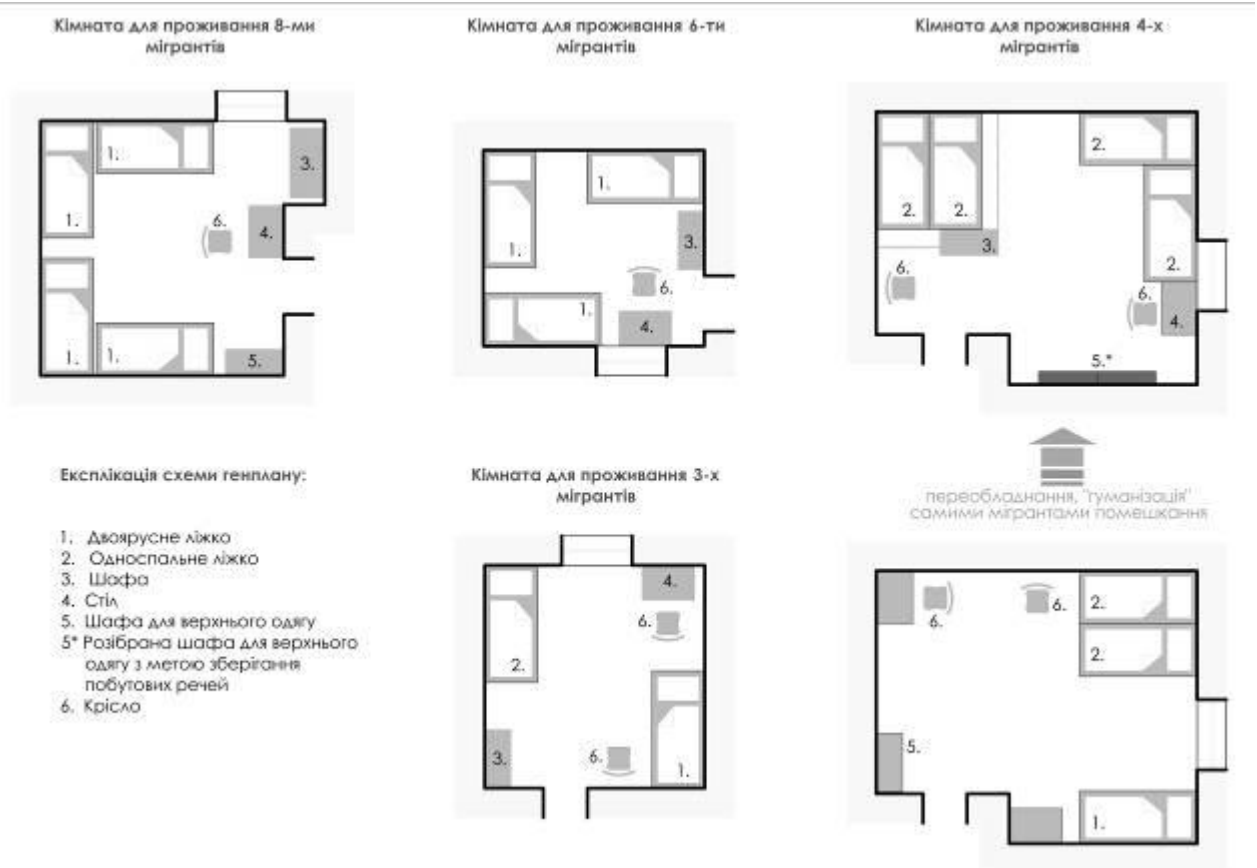 Кімната для проживання 8-ми
мігрантів
1.
1.
3.
6.
4.
1.
1.
5.
Кімната для проживання 6-ти
мігрантів
1.
1.
3.
6.
1.
4.
Кімната для проживання 4-х
мігрантів
2.
2.
2.
3.
2.
6.
6.
4.
5.*
переобладнання, "гуманізація"
самими мігрантами помешкання
6.
6.
2.
2.
5.
1.
Експлікація схеми генплану:
1. Двоярусне ліжко
2. Односпальне ліжко
3. Шафа
4. Стіл
5. Шафа для верхнього одягу
5* Розібрана шафа для верхнього
одягу з метою зберігання
побутових речей
6. Крісло
Кімната для проживання 3-х
мігрантів
4.
6.
2.
3.
6.
1.